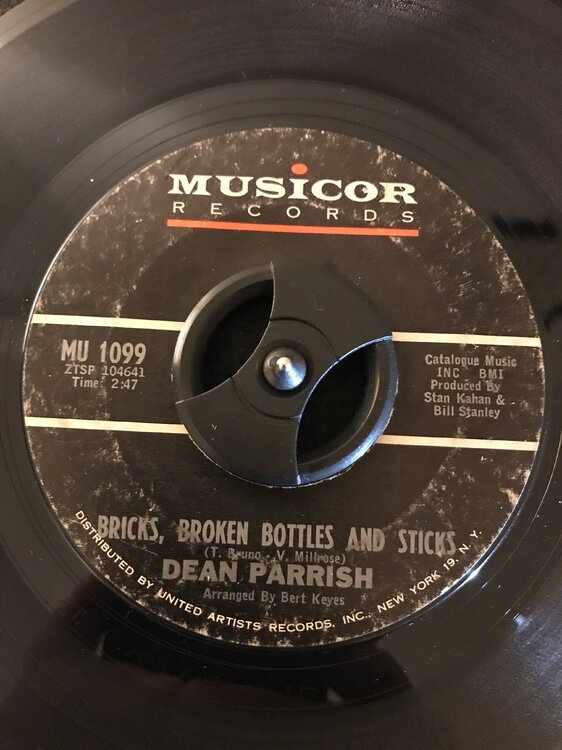 MUSICOR
RECORDS
MU 1099
ZTSP 104641
Time: 2:47
Catalogue Music
INC BMI
Produced By
Stan Kahan &
Bill Stanley
BRICKS, BROKEN BOTTLES AND STICKS
(T. Bruno V. Millrose)
DEAN PARRISH
Arranged By Bert Keyes
DISTRIBUTED BY UNITED ARTISTS RECORDS, INC., NEW YORK 19, N. Y.